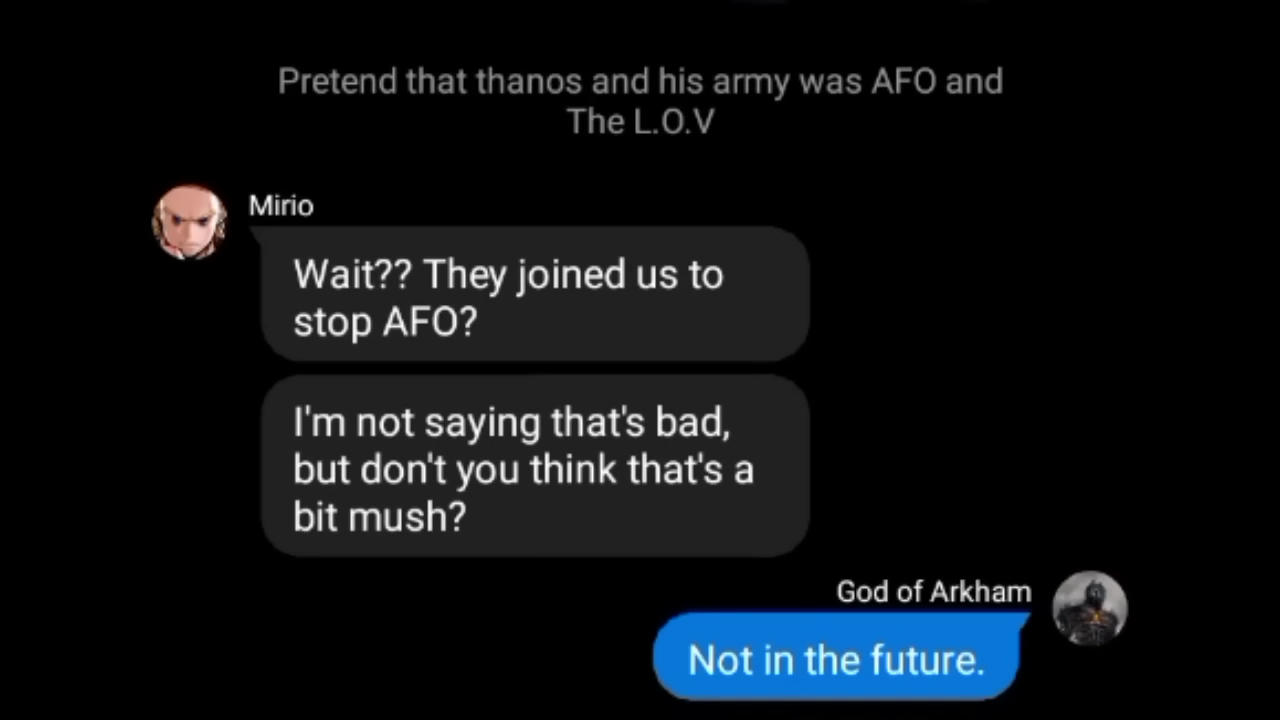 Pretend that thanos and his army was AFO and
The L.O.V
Mirio
Wait?? They joined us to
stop AFO?
I'm not saying that's bad,
but don't you think that's a
bit mush?
God of Arkham
Not in the future.